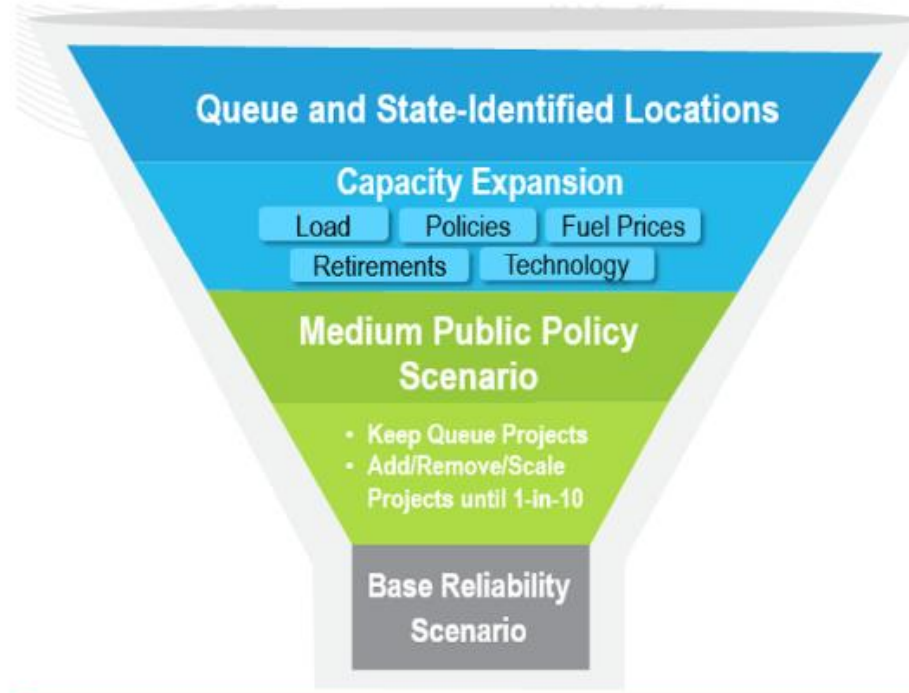 Queue and State-Identified Locations
Capacity Expansion
Load Policies Fuel Prices
Retirements Technology
Medium Public Policy
Scenario
• Keep Queue Projects
• Add/Remove/Scale
Projects until 1-in-10
Base Reliability
Scenario